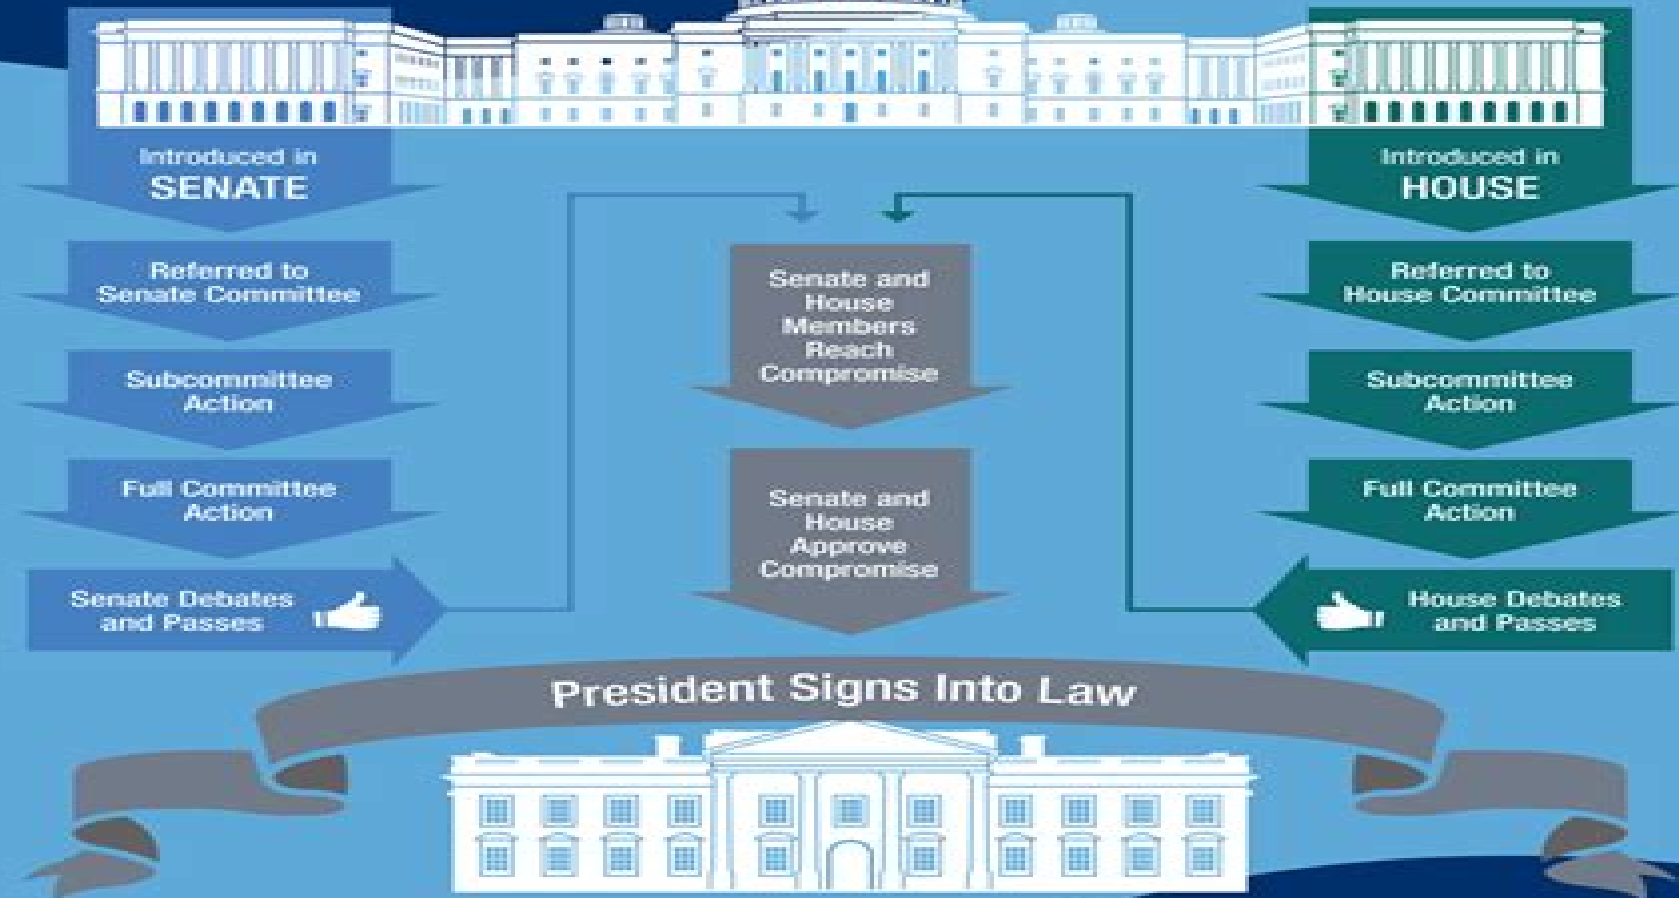 Introduced in
SENATE
Referred to
Senate Committee
Subcommittee
Action
Full Committee
Action
Senate Debates
and Passes
Senate and
House
Members
Reach
Compromise
Senate and
House
Approve
Compromise
Introduced in
HOUSE
Referred to
House Committee
Subcommittee
Action
Full Committee
Action
House Debates
and Passes
President Signs Into Law